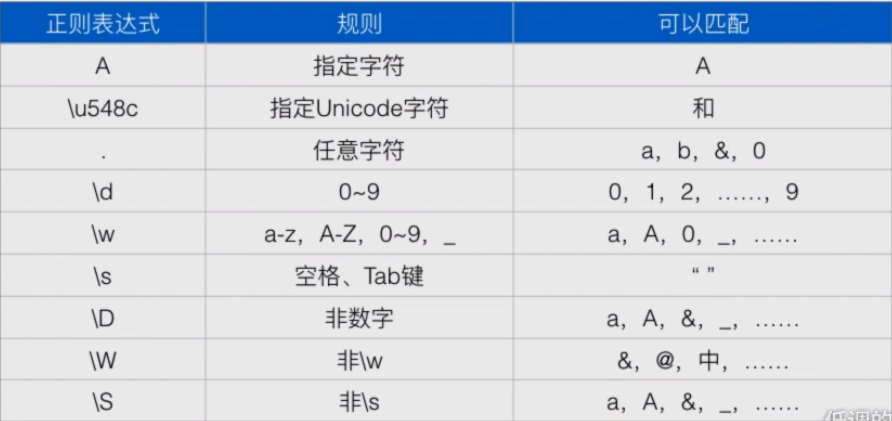 正则表达式 规则 可以匹配
A 指定字符 A
\u548c 指定Unicode字符 和
. 任意字符 a，b，&，0
\d 0~9 0，1，2，……，9
\w a-z，A-Z，0~9，_ a，A，0，_，……
\s 空格、Tab键 “ ”
\D 非数字 a，A，&，_，……
\W 非\w &，@，中，……
\S 非\s a，A，&，_，……